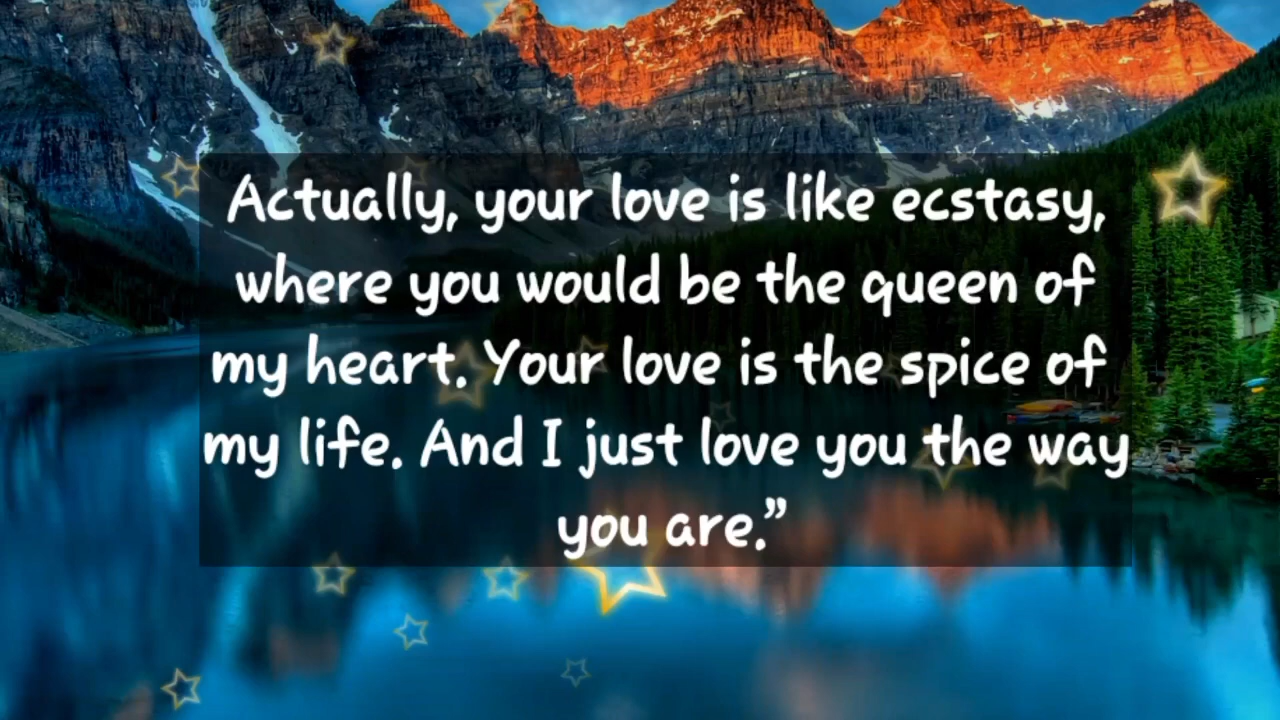 Actually, your love is like ecstasy,
where you would be the queen of
my heart. Your love is the spice of
my life. And I just love you the way
you are.”